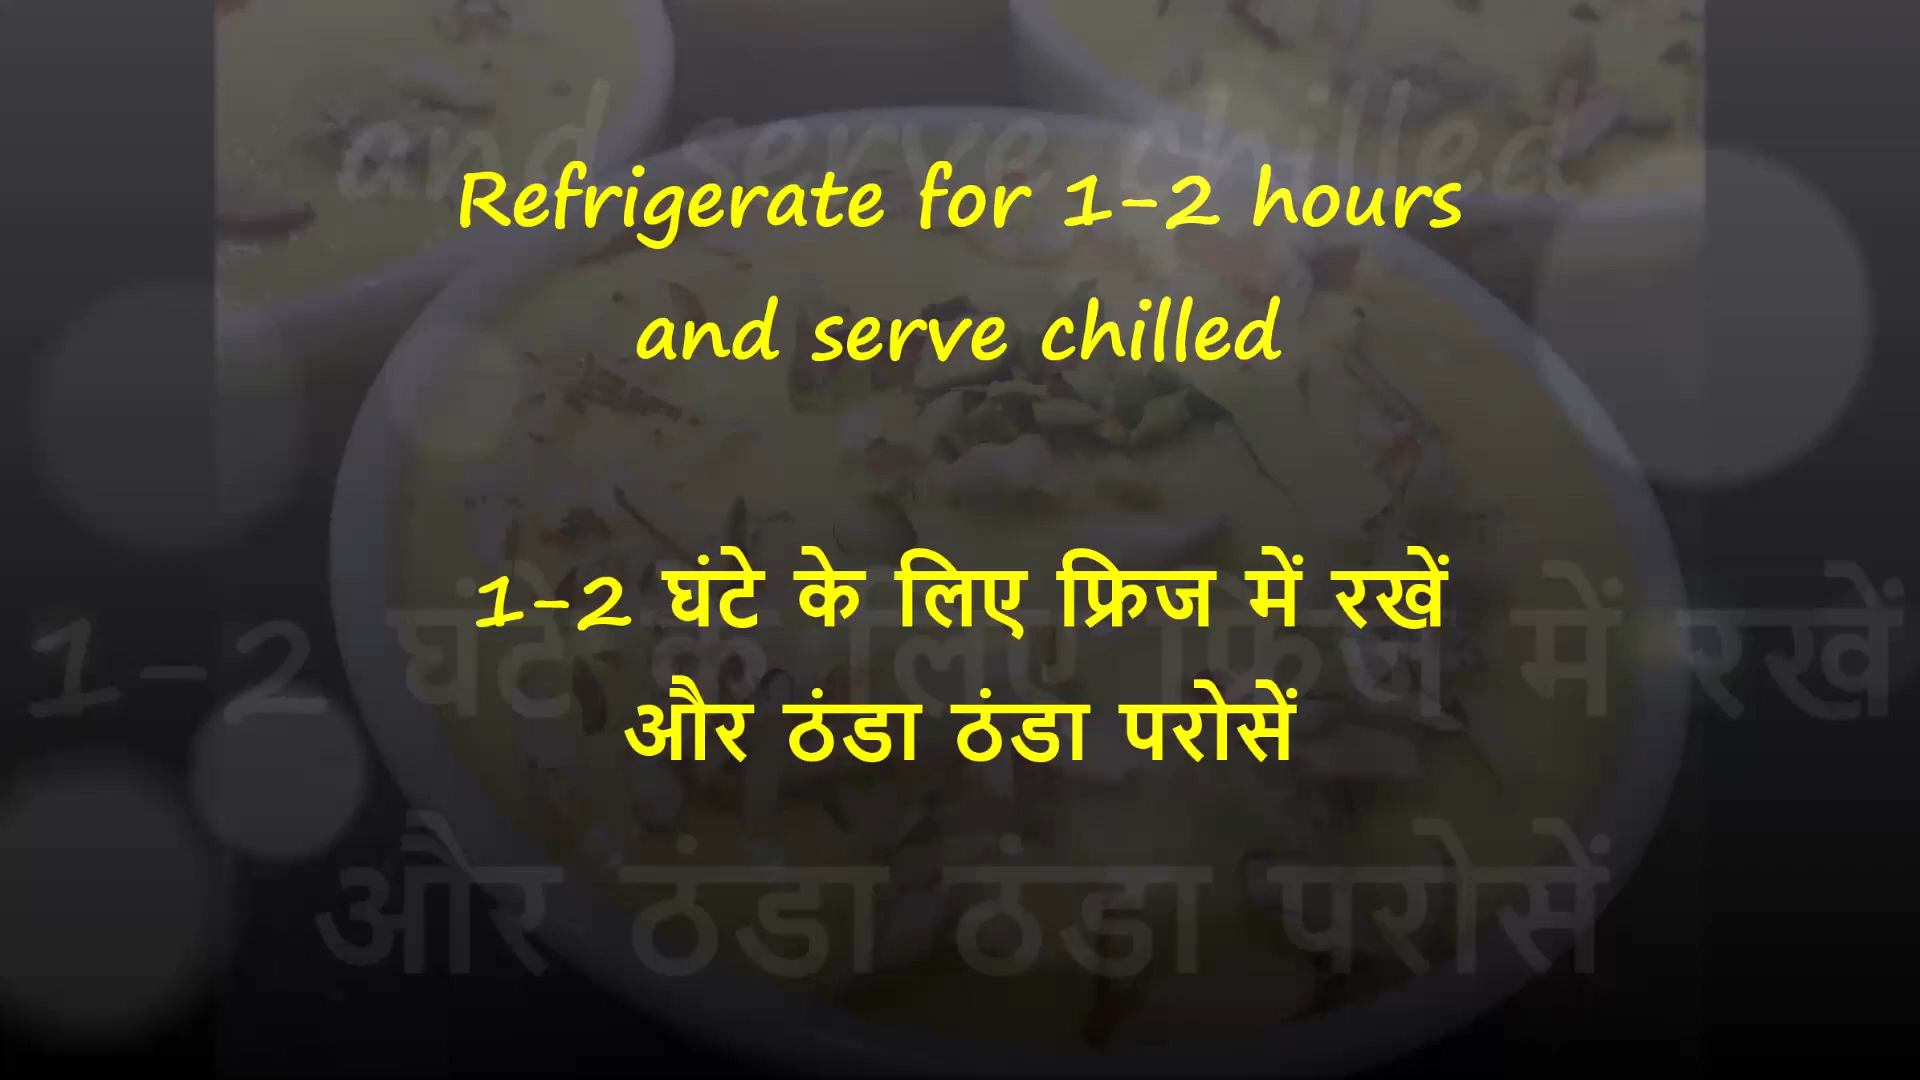 Refrigerate for 1-2 hours
and serve chilled
1-2 घंटे के लिए फ्रिज में रखें
और ठंडा ठंडा परोसें